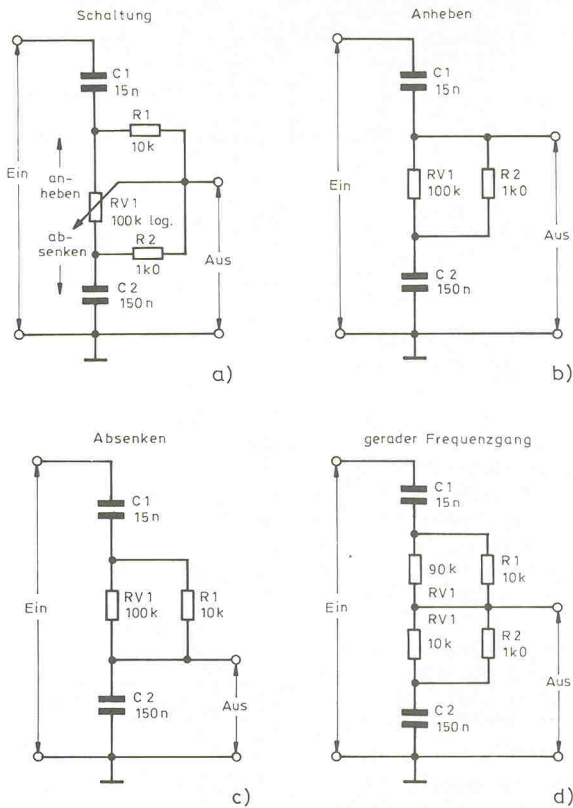 Schaltung
C1
15n
R1
10k
Ein
an-
heben
RV1
100k log.
ab-
senken
R2
1k0
Aus
C2
150n
a)
Anheben
C1
15n
Ein
RV1
100k
R2
1k0
Aus
C2
150n
b)
Absenken
C1
15n
Ein
RV1
100k
R1
10k
C2
150n
Aus
c)
gerader Frequenzgang
C1
15n
90k
RV1
R1
10k
Ein
RV1
10k
R2
1k0
Aus
C2
150n
d)